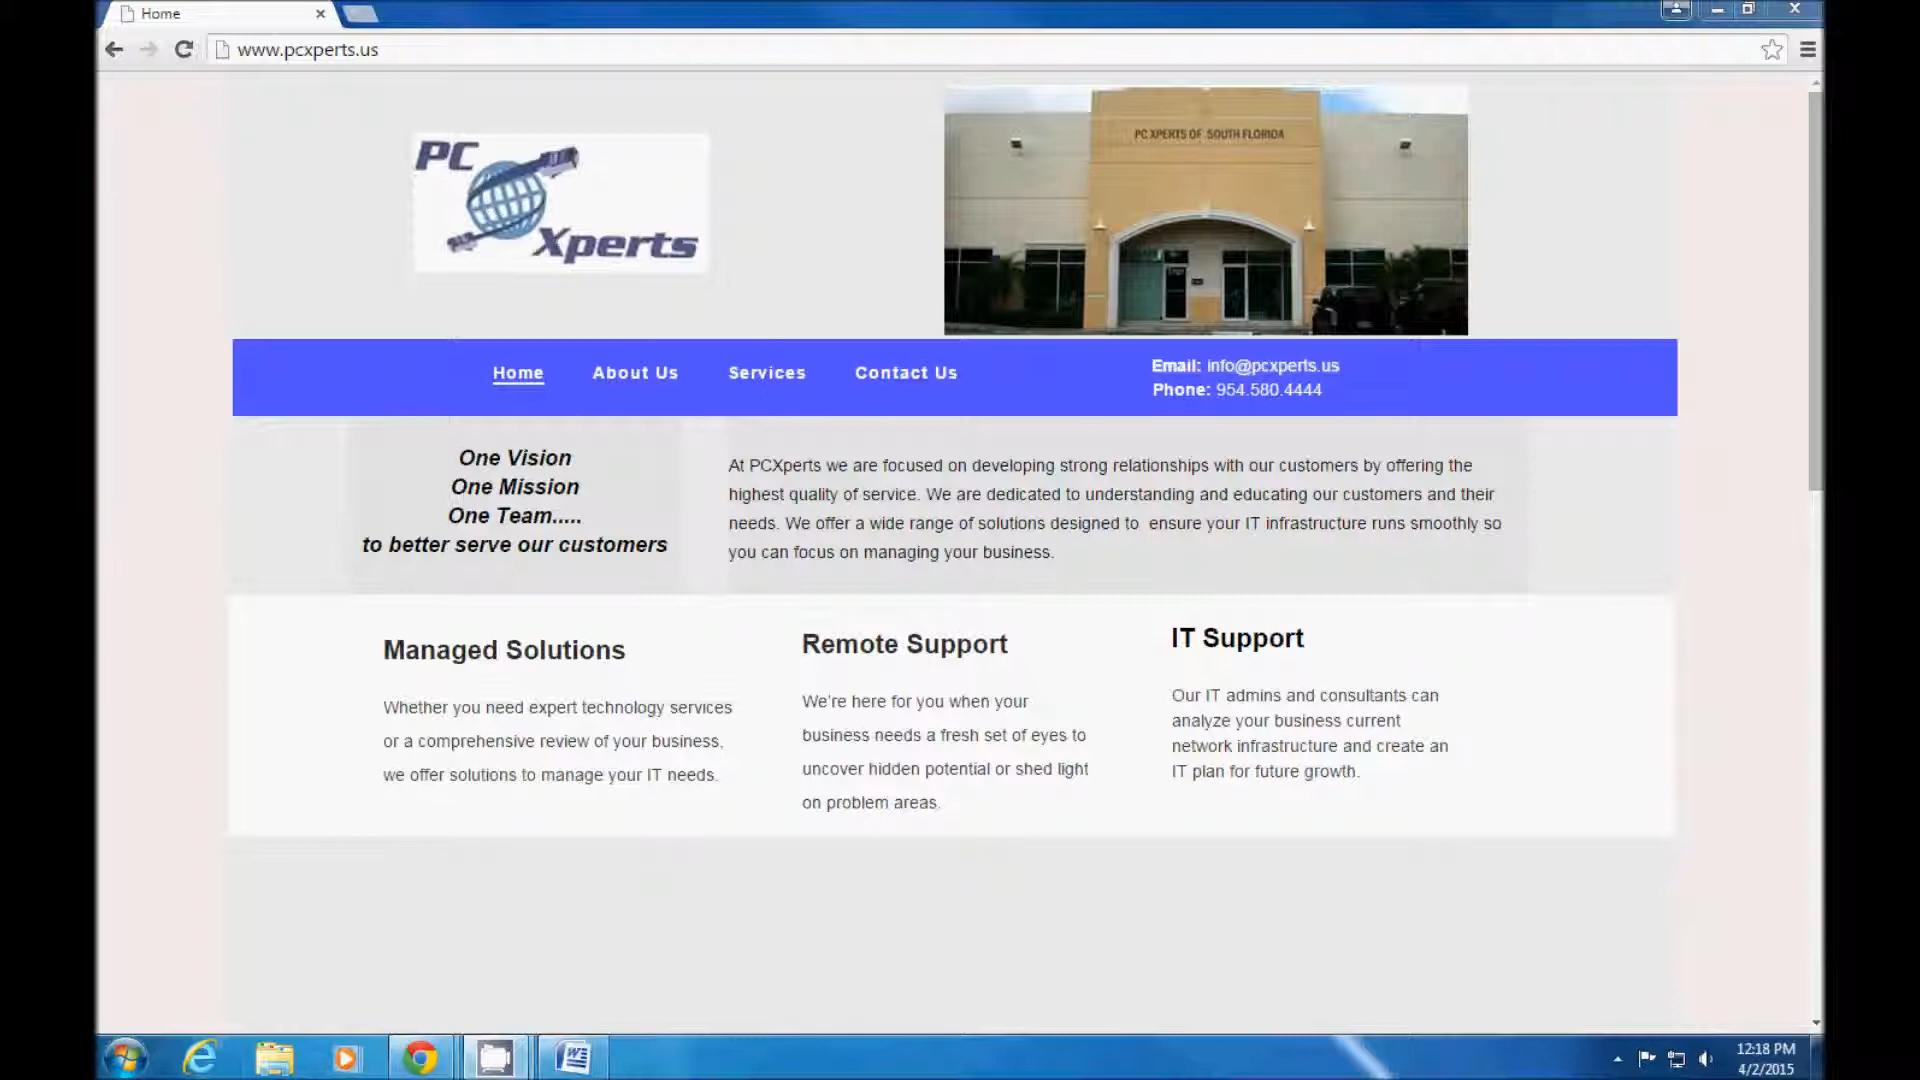 Home
www.pcxperts.us
PC
Xperts
PC XPERTS OF SOUTH FLORIDA
Home About Us Services Contact Us
Email: info@pcxperts.us
Phone: 954.580.4444
One Vision
One Mission
One Team.....
to better serve our customers
At PCXperts we are focused on developing strong relationships with our customers by offering the
highest quality of service. We are dedicated to understanding and educating our customers and their
needs. We offer a wide range of solutions designed to ensure your IT infrastructure runs smoothly so
you can focus on managing your business.
Managed Solutions
Whether you need expert technology services
or a comprehensive review of your business,
we offer solutions to manage your IT needs.
Remote Support
We're here for you when your
business needs a fresh set of eyes to
uncover hidden potential or shed light
on problem areas.
IT Support
Our IT admins and consultants can
analyze your business current
network infrastructure and create an
IT plan for future growth.
12:18 PM
4/2/2015